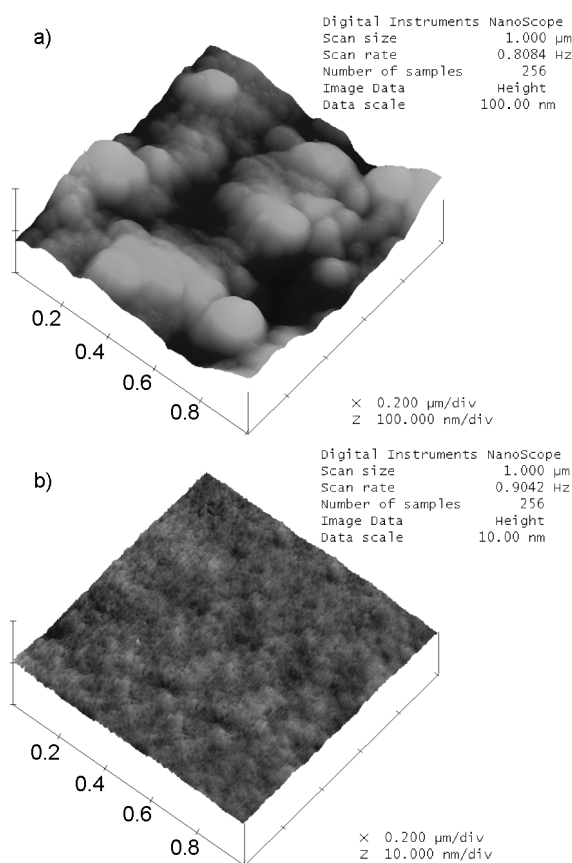 a)
Digital Instruments NanoScope
Scan size 1.000 µm
Scan rate 0.8084 Hz
Number of samples 256
Image Data Height
Data scale 100.00 nm
0.2
0.4
0.6
0.8
X 0.200 µm/div
Z 100.000 nm/div
b)
Digital Instruments NanoScope
Scan size 1.000 µm
Scan rate 0.9042 Hz
Number of samples 256
Image Data Height
Data scale 10.00 nm
0.2
0.4
0.6
0.8
X 0.200 µm/div
Z 10.000 nm/div